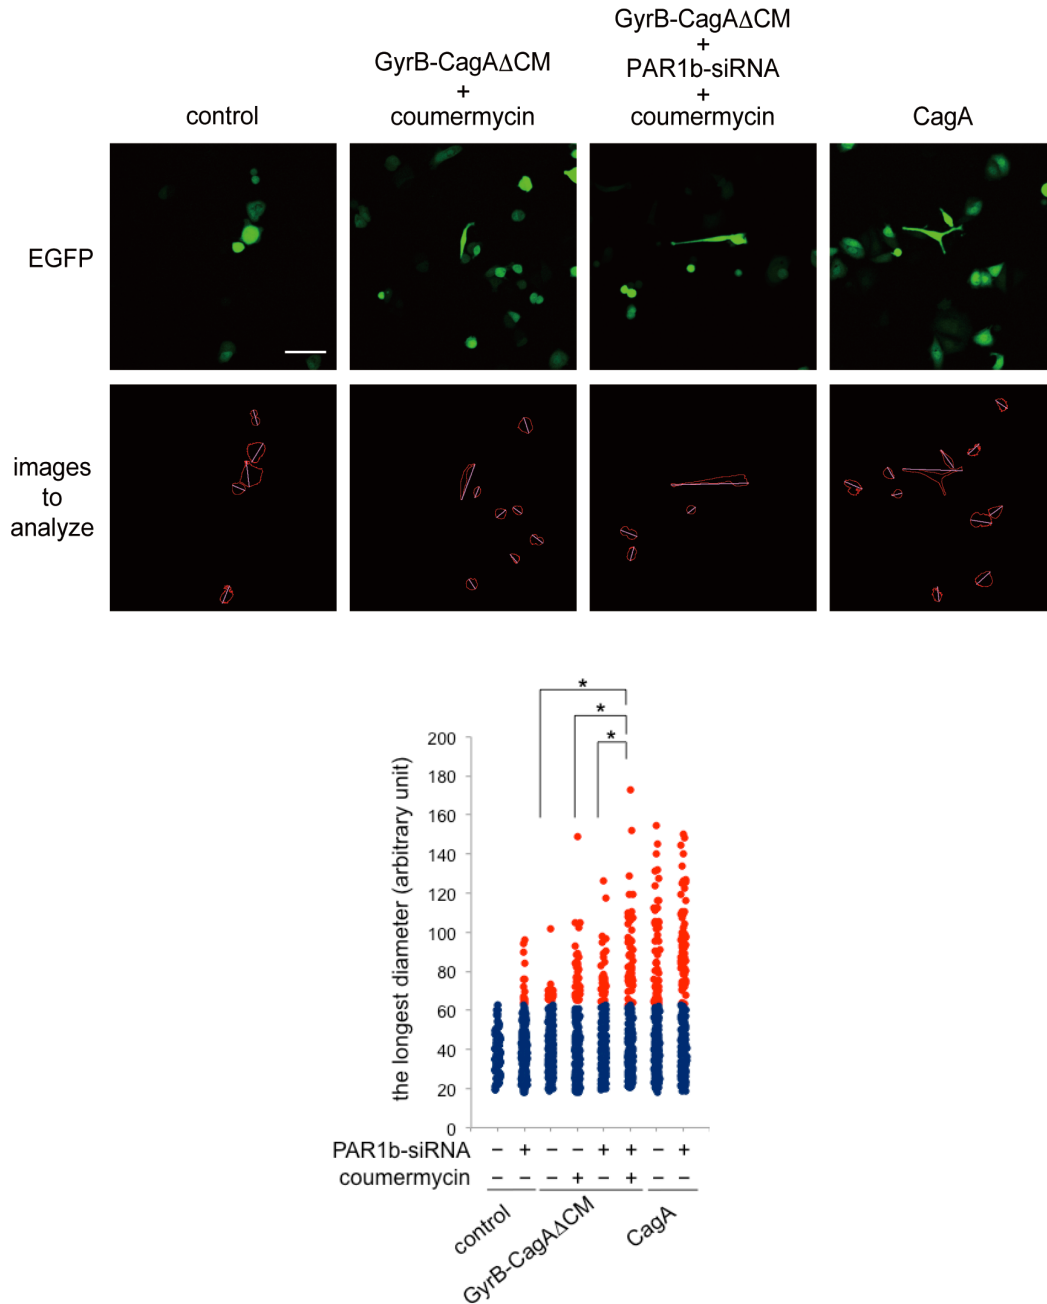 GyrB-CagAΔCM
+
PAR1b-siRNA
+
coumermycin
GyrB-CagAΔCM
+
coumermycin
control
CagA
EGFP
images
to
analyze
*
*
*
the longest diameter (arbitrary unit)
200
180
160
140
120
100
80
60
40
20
0
PAR1b-siRNA − + − − + + − +
coumermycin − − − + − + − −
control
GyrB-CagAΔCM
CagA